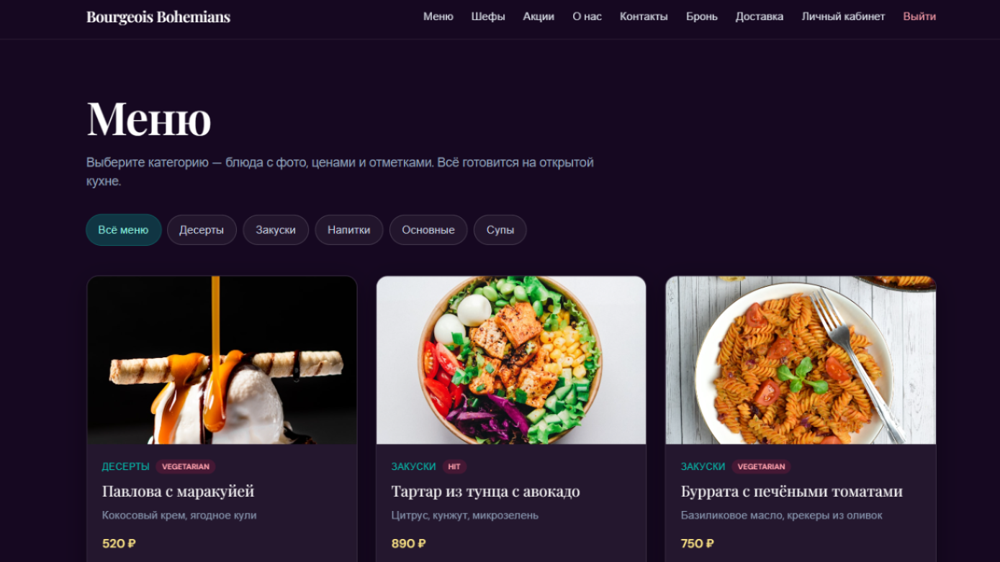 Bourgeois Bohemians
Меню Шефы Акции О нас Контакты Бронь Доставка Личный кабинет Выйти
Меню
Выберите категорию — блюда с фото, ценами и отметками. Всё готовится на открытой
кухне.
Всё меню Десерты Закуски Напитки Основные Супы
ДЕСЕРТЫ VEGETARIAN
Павлова с маракуйей
Кокосовый крем, ягодное кули
520 ₽
ЗАКУСКИ HIT
Тартар из тунца с авокадо
Цитрус, кунжут, микрозелень
890 ₽
ЗАКУСКИ VEGETARIAN
Буррата с печёными томатами
Базиликовое масло, крекеры из оливок
750 ₽